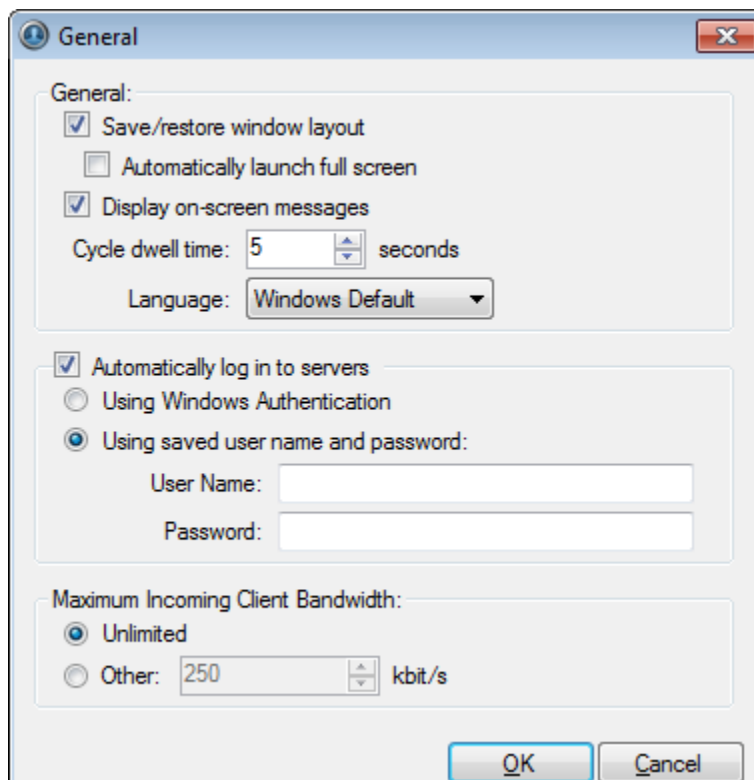 General
General:
Save/restore window layout
Automatically launch full screen
Display on-screen messages
Cycle dwell time: 5 seconds
Language: Windows Default
Automatically log in to servers
Using Windows Authentication
Using saved user name and password:
User Name:
Password:
Maximum Incoming Client Bandwidth:
Unlimited
Other: 250 kbit/s
OK Cancel